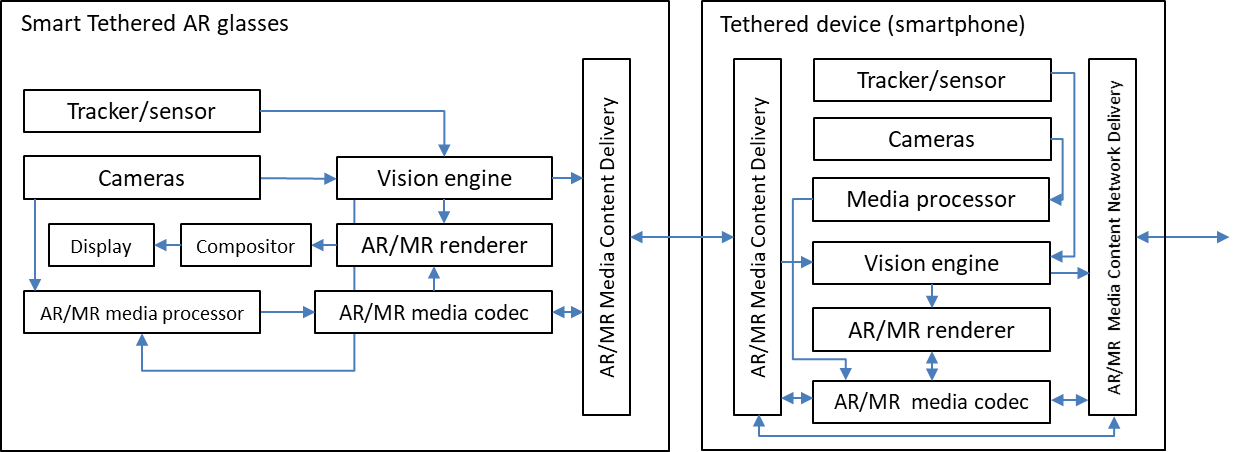 Smart Tethered AR glasses
Tracker/sensor
Cameras
Vision engine
Display
Compositor
AR/MR renderer
AR/MR media processor
AR/MR media codec
AR/MR Media Content Delivery
Tethered device (smartphone)
AR/MR Media Content Delivery
Tracker/sensor
Cameras
Media processor
Vision engine
AR/MR renderer
AR/MR media codec
AR/MR Media Content Network Delivery